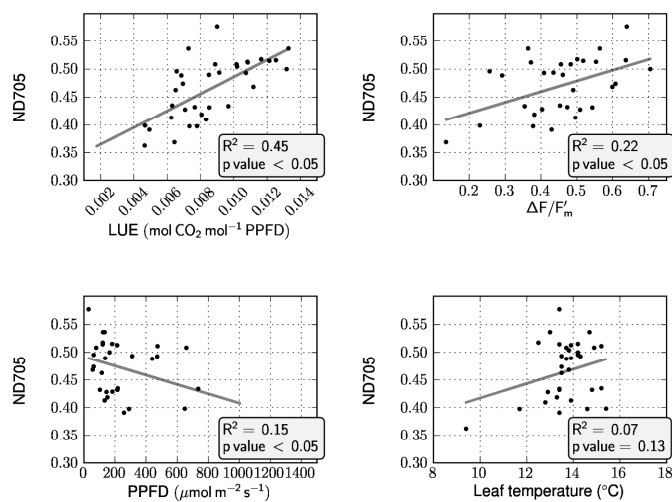 0.55
0.50
0.45
0.40
0.35
0.30
ND705
R² = 0.45
p value < 0.05
0.002
0.004
0.006
0.008
0.010
0.012
0.014
LUE (mol CO₂ mol⁻¹ PPFD)
0.55
0.50
0.45
0.40
0.35
0.30
ND705
R² = 0.22
p value < 0.05
0.1 0.2 0.3 0.4 0.5 0.6 0.7
ΔF/F′ₘ
0.55
0.50
0.45
0.40
0.35
0.30
ND705
R² = 0.15
p value < 0.05
0 200 400 600 800 1000 1200 1400
PPFD (μmol m⁻² s⁻¹)
0.55
0.50
0.45
0.40
0.35
0.30
ND705
R² = 0.07
p value = 0.13
8 10 12 14 16 18
Leaf temperature (°C)